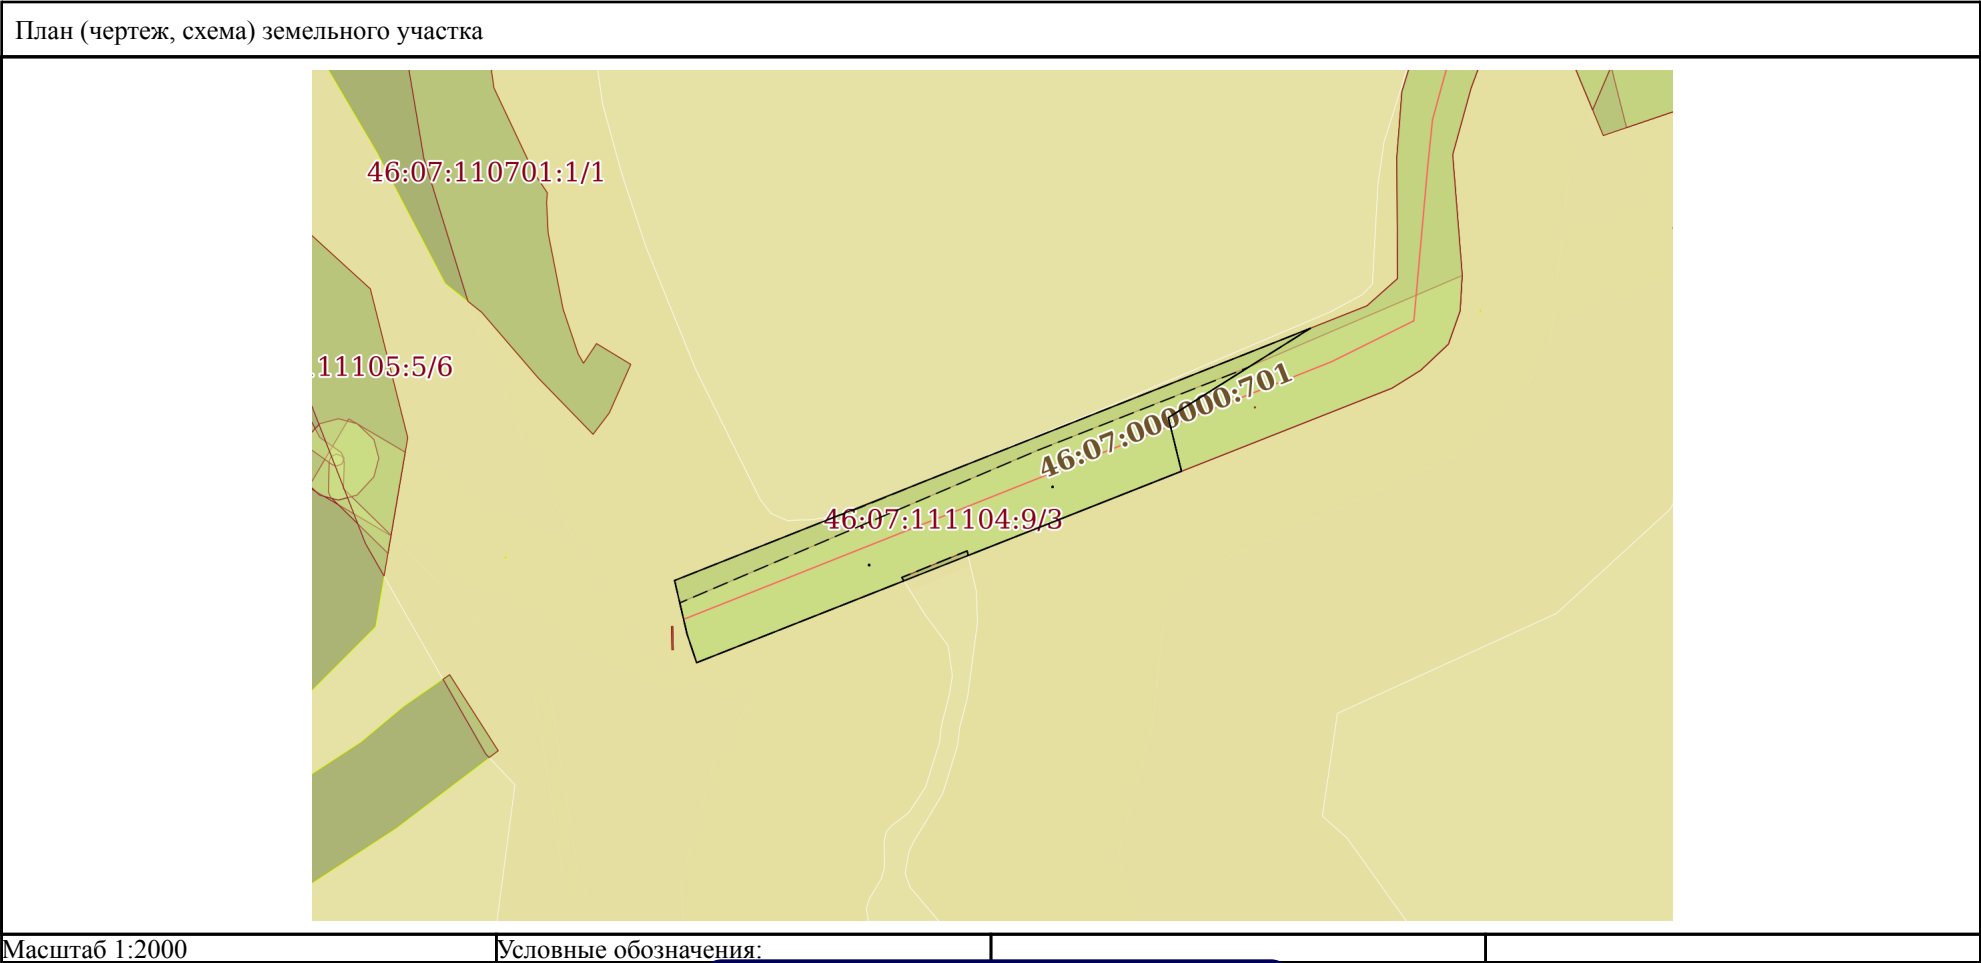 План (чертеж, схема) земельного участка
46:07:110701:1/1
11105:5/6
46:07:000000:701
46:07:111104:9/3
Масштаб 1:2000
Условные обозначения: